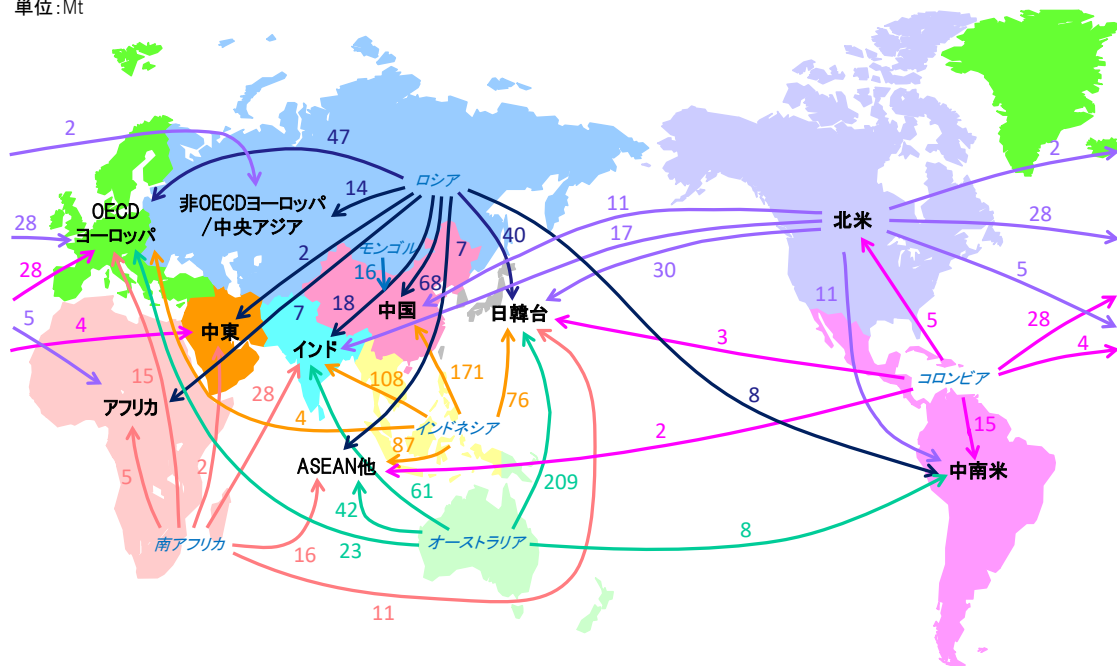 単位:Mt
2
47
14
ロシア
11
2
OECD
ヨーロッパ
非OECDヨーロッパ
/中央アジア
北米
28
28
17
40
7
2
モンゴル
28
16
68
30
5
中国
日韓台
11
18
7
5
4
中東
インド
5
28
4
3
15
28
108
171
コロンビア
アフリカ
76
8
4
インドネシア
15
2
87
5
2
ASEAN他
中南米
61
209
42
南アフリカ
オーストラリア
8
16
23
11